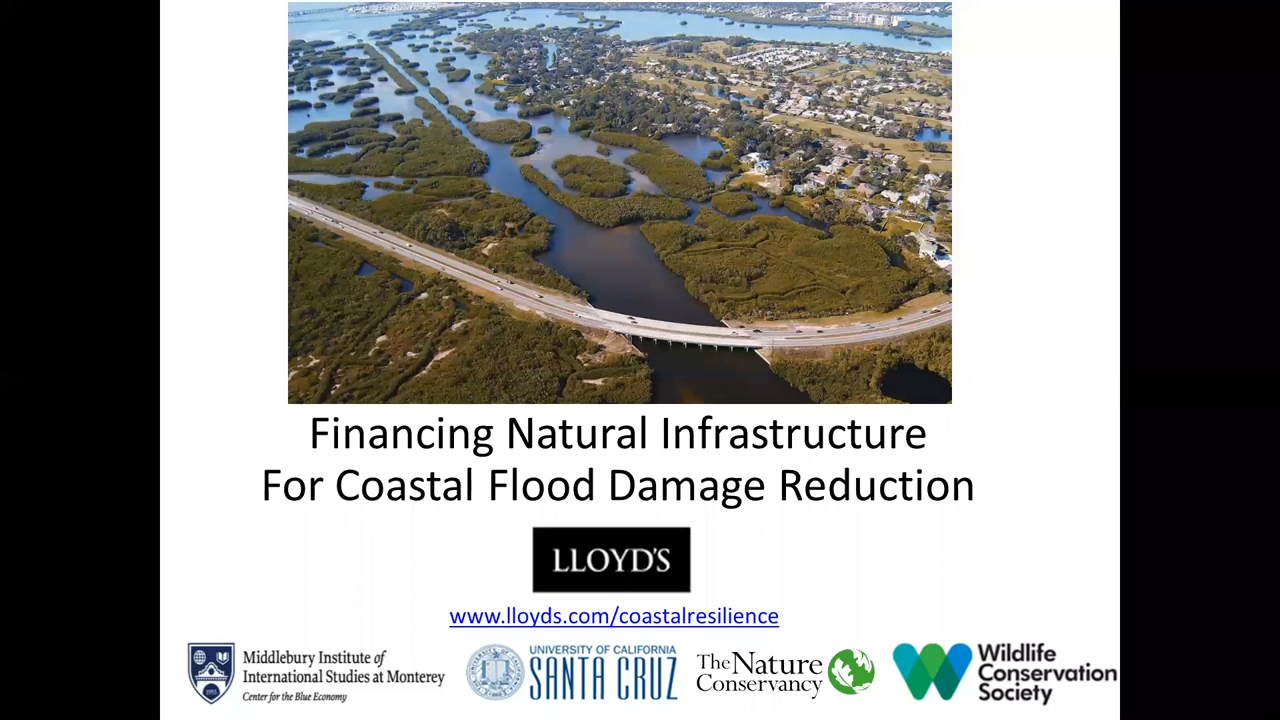 Financing Natural Infrastructure
For Coastal Flood Damage Reduction
LLOYD'S
www.lloyds.com/coastalresilience
Middlebury Institute of
International Studies at Monterey
Center for the Blue Economy
1955
UNIVERSITY OF CALIFORNIA
SANTA CRUZ
The Nature
Conservancy
Wildlife
Conservation
Society